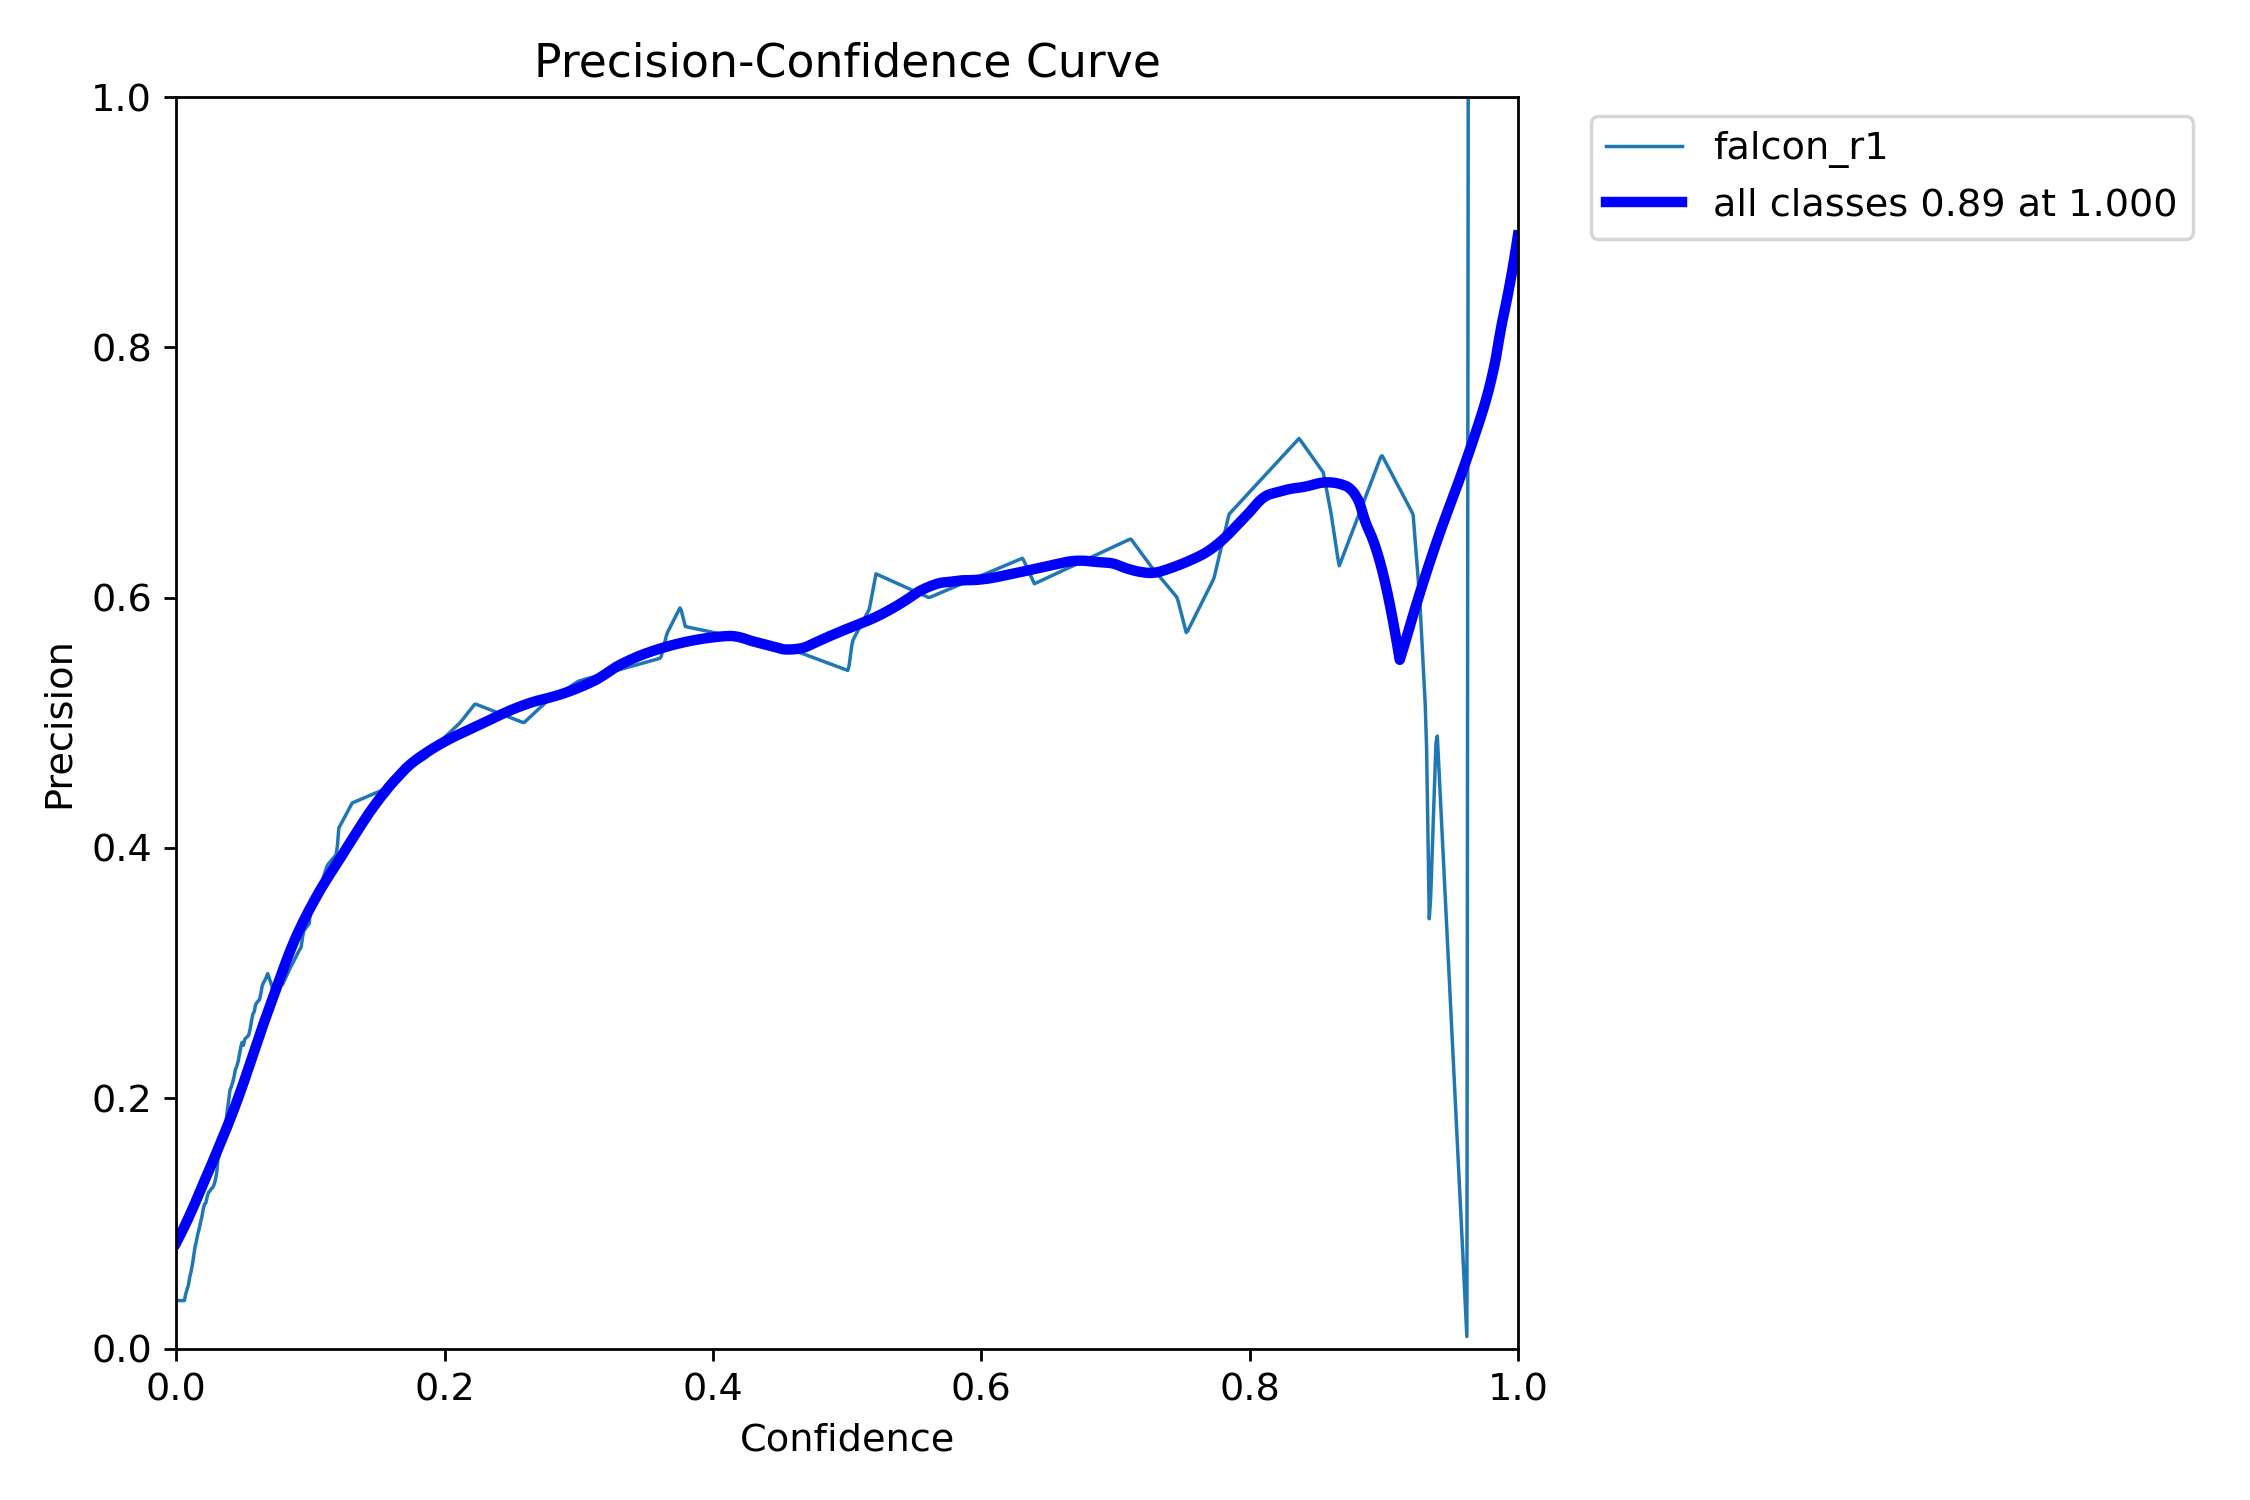 Precision-Confidence Curve
1.0
0.8
0.6
0.4
0.2
0.0
Precision
0.0 0.2 0.4 0.6 0.8 1.0
Confidence
falcon_r1
all classes 0.89 at 1.000